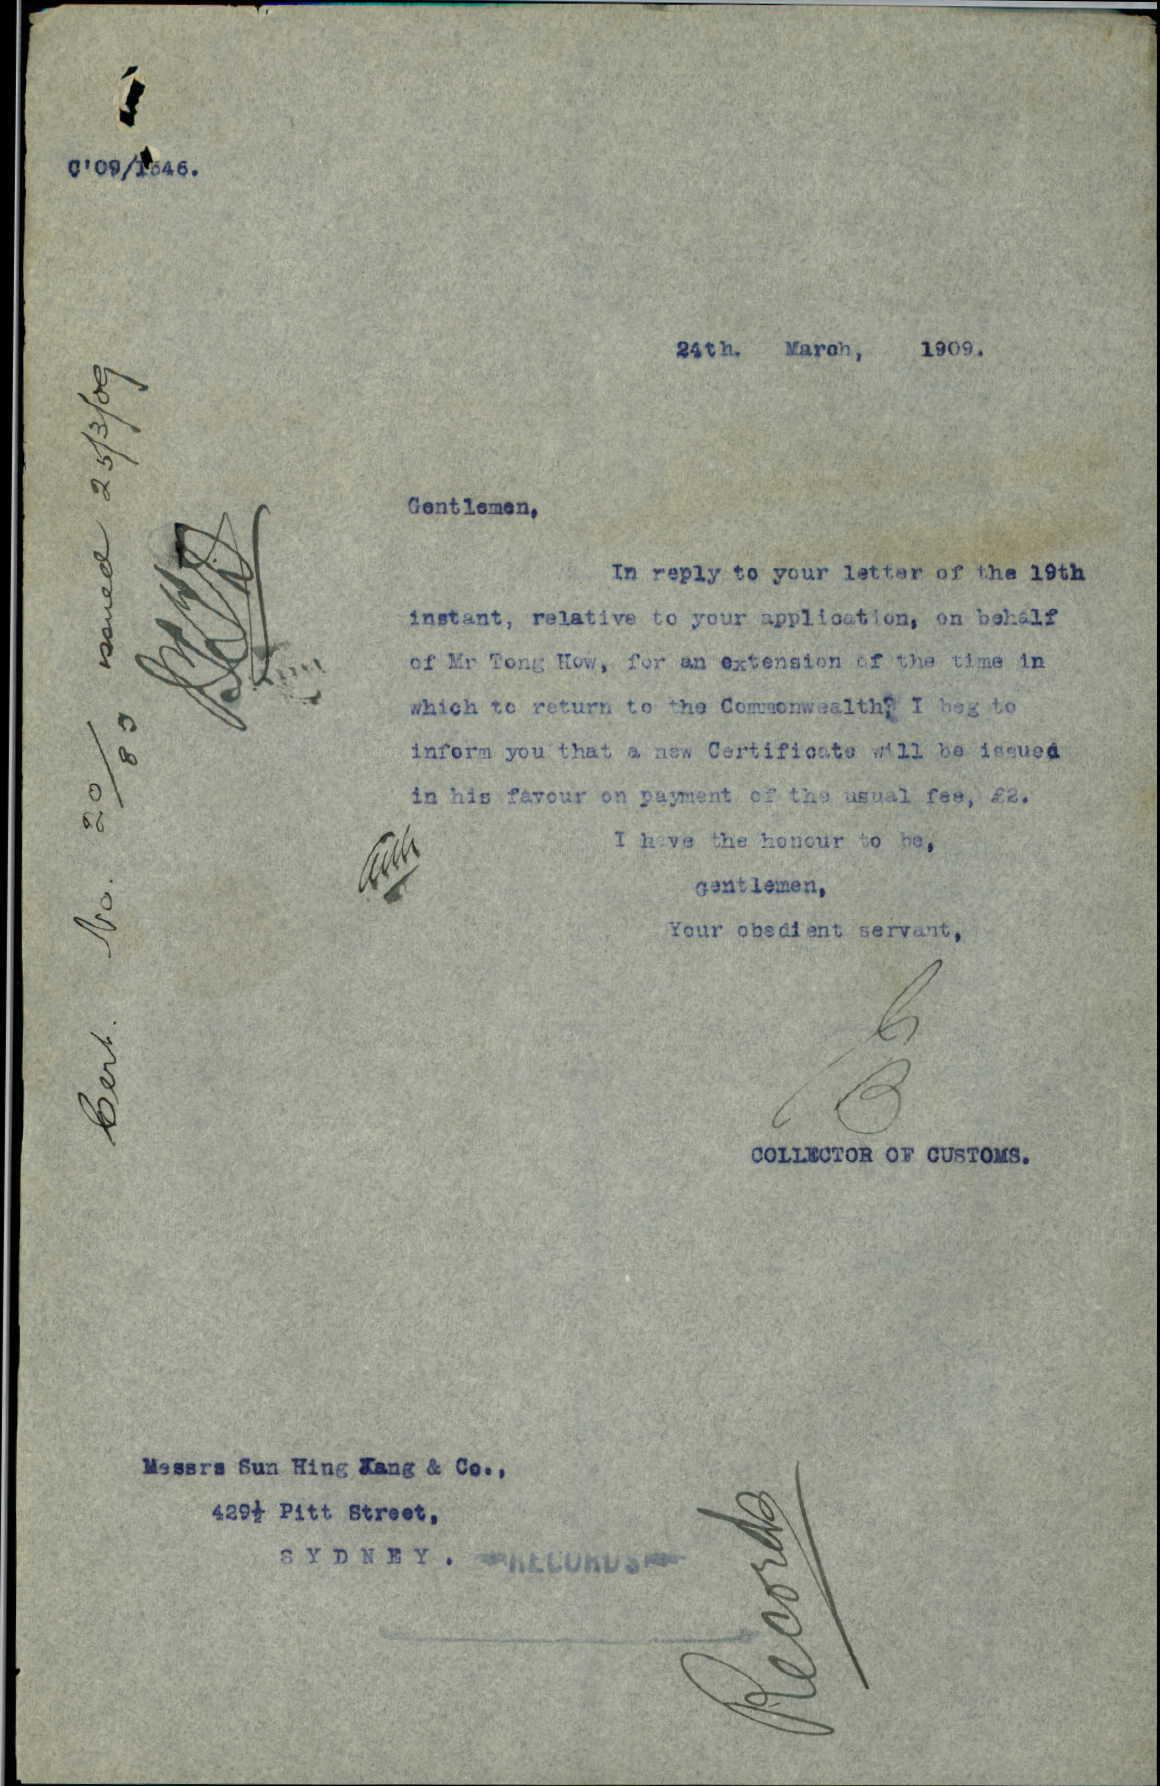 C'09/1546.
24th. March, 1909.
Gentlemen,
In reply to your letter of the 19th
instant, relative to your application, on behalf
of Mr Tong How, for an extension of the time in
which to return to the Commonwealth, I beg to
inform you that a new Certificate will be issued
in his favour on payment of the usual fee, £2.
I have the honour to be,
gentlemen,
Your obedient servant,
COLLECTOR OF CUSTOMS.
Messrs Sun Hing Jang & Co.,
429½ Pitt Street,
SYDNEY.
RECORDS
Records
Cert. No. 20/83 issued 25/3/09